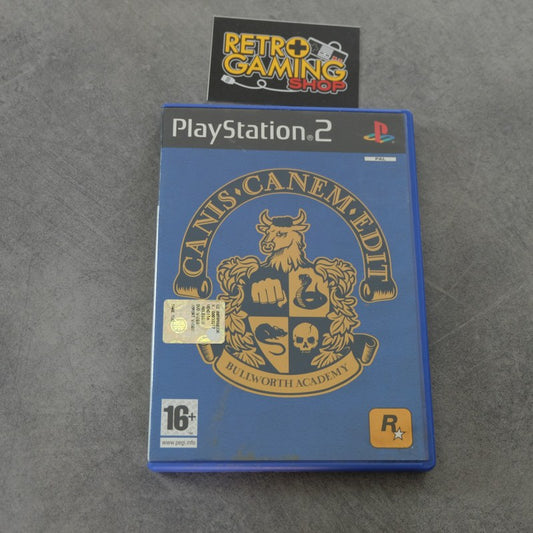 RETRO
GAMING
SHOP
PlayStation®2
PAL
CANIS•CANEM•EDIT
BULLWORTH ACADEMY
16+
www.pegi.info
R